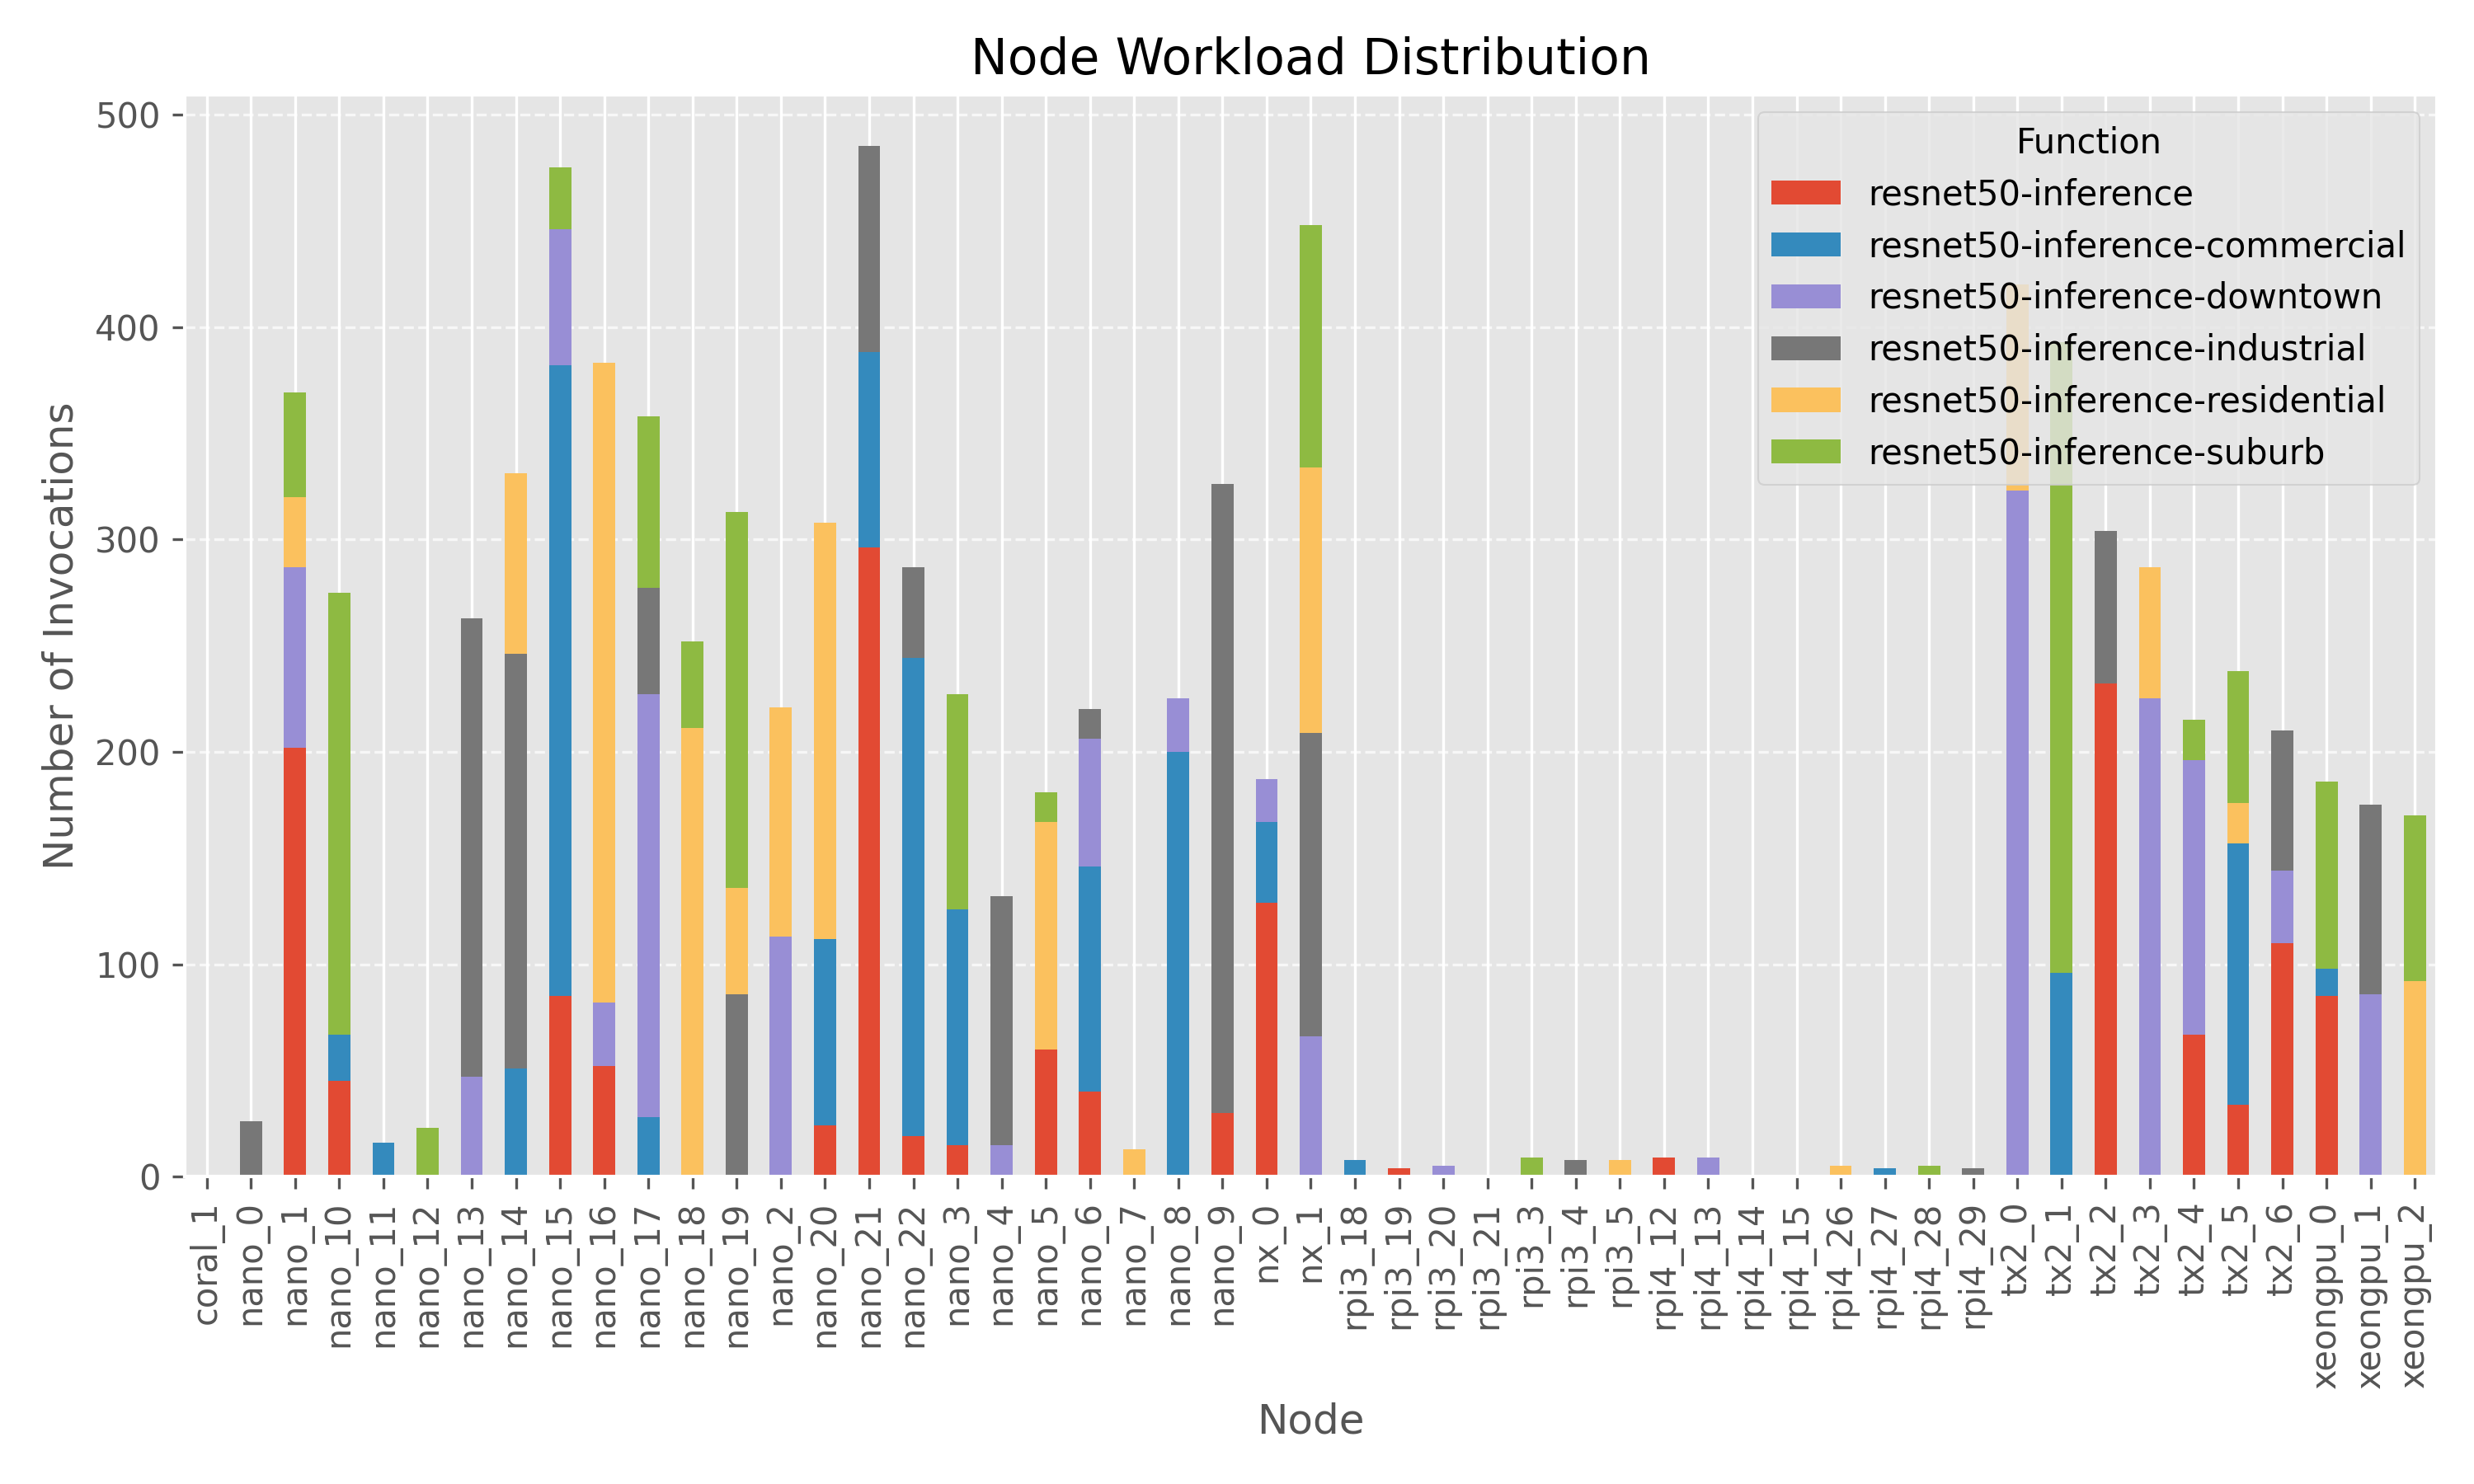 Node Workload Distribution
Number of Invocations
500
400
300
200
100
0
Function
resnet50-inference
resnet50-inference-commercial
resnet50-inference-downtown
resnet50-inference-industrial
resnet50-inference-residential
resnet50-inference-suburb
coral_1
nano_0
nano_1
nano_10
nano_11
nano_12
nano_13
nano_14
nano_15
nano_16
nano_17
nano_18
nano_19
nano_2
nano_20
nano_21
nano_22
nano_3
nano_4
nano_5
nano_6
nano_7
nano_8
nano_9
nx_0
nx_1
rpi3_18
rpi3_19
rpi3_20
rpi3_21
rpi3_3
rpi3_4
rpi3_5
rpi4_12
rpi4_13
rpi4_14
rpi4_15
rpi4_26
rpi4_27
rpi4_28
rpi4_29
tx2_0
tx2_1
tx2_2
tx2_3
tx2_4
tx2_5
tx2_6
xeongpu_0
xeongpu_1
xeongpu_2
Node